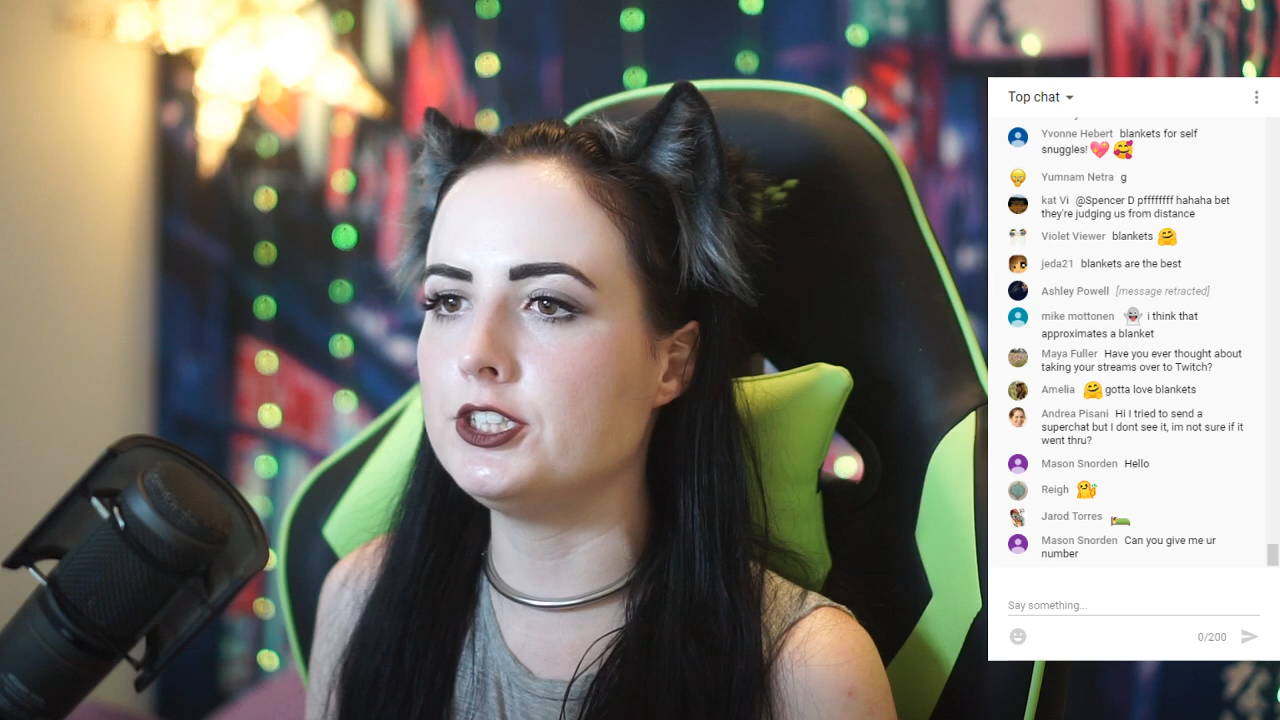 Top chat
Yvonne Hebert blankets for self
snuggles!💖🥰
Yumnam Netra g
kat Vi @Spencer D pffffffff hahaha bet
they're judging us from distance
Violet Viewer blankets 🤗
jeda21 blankets are the best
Ashley Powell [message retracted]
mike mottonen 👻 i think that
approximates a blanket
Maya Fuller Have you ever thought about
taking your streams over to Twitch?
Amelia 🤗 gotta love blankets
Andrea Pisani Hi I tried to send a
superchat but I dont see it, im not sure if it
went thru?
Mason Snorden Hello
Reigh
Jarod Torres
Mason Snorden Can you give me ur
number
Say something...
0/200